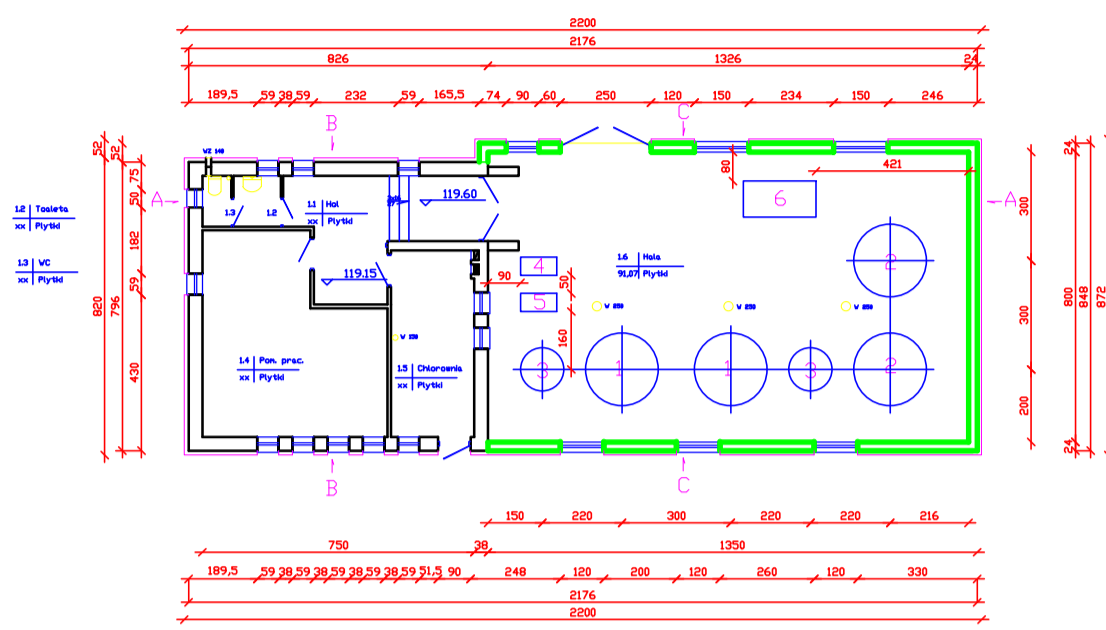 2200
2176
826 1326 24
189,5 59 38 59 232 59 165,5 74 90 60 250 120 150 234 150 246
B C
WZ 140
52 52 75 50 182 59 430
820 796
A A
1.2 Toaleta
xx Plytki
1.3 WC
xx Plytki
1.3 1.2
1.1 Hol
xx Plytki
119.60
119.15
80 421
6
1.6 Hala
91,07 Plytki
4
5
90 50 160
W 250 W 250 W 250
W 150
2
3 1 1 3 2
1.4 Pom. prac.
xx Plytki
1.5 Chlorownia
xx Plytki
300 300 200
24 800 24 848 872
B C
150 220 300 220 220 216
750 38 1350
189,5 59 38 59 38 59 38 59 38 59 51,5 90 248 120 200 120 260 120 330
2176
2200